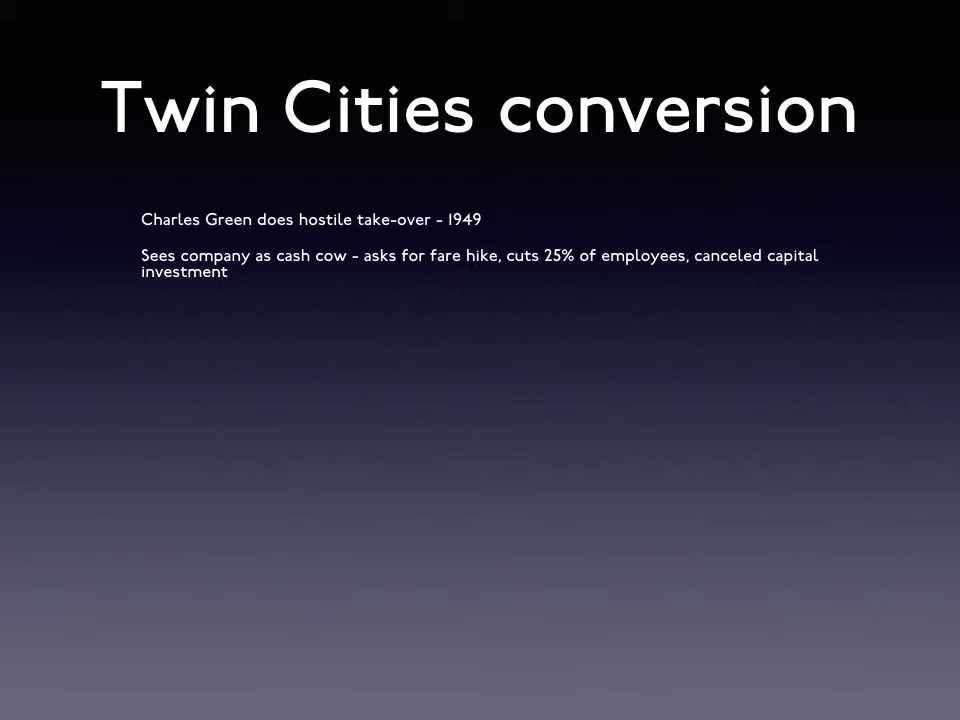 Twin Cities conversion
Charles Green does hostile take-over - 1949
Sees company as cash cow - asks for fare hike, cuts 25% of employees, canceled capital
investment